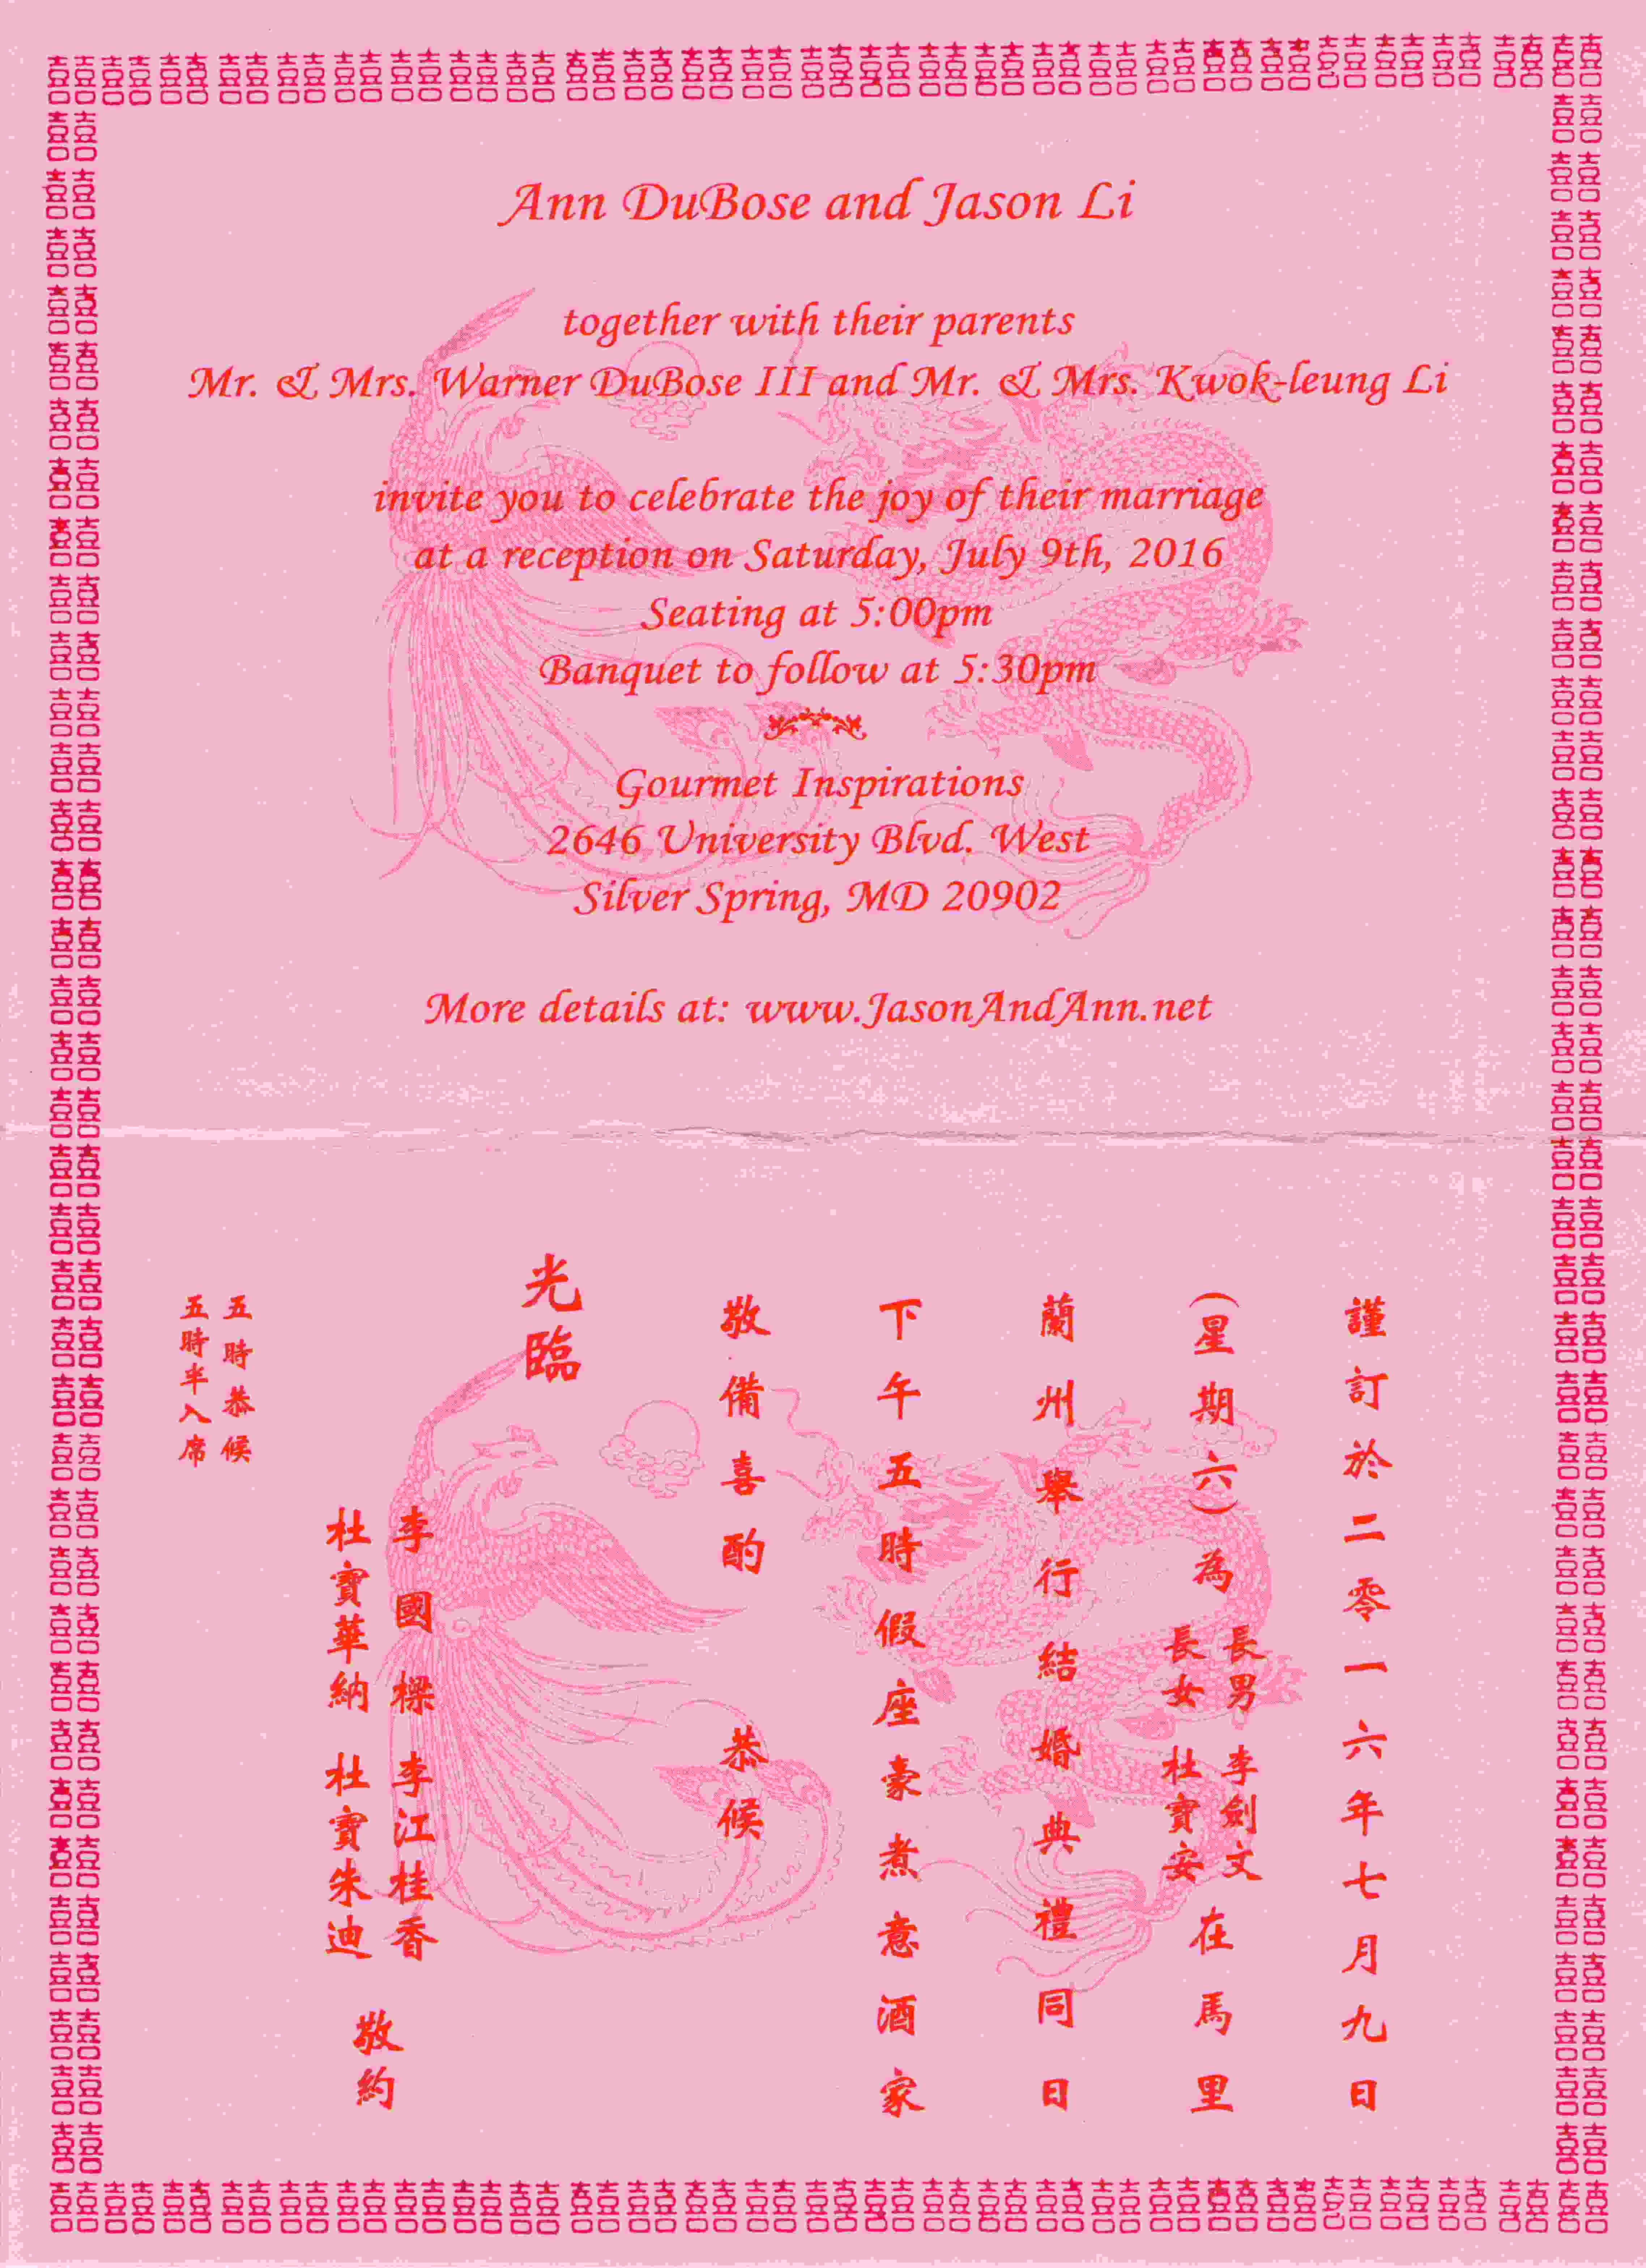 Ann DuBose and Jason Li
together with their parents
Mr. & Mrs. Warner DuBose III and Mr. & Mrs. Kwok-leung Li
invite you to celebrate the joy of their marriage
at a reception on Saturday, July 9th, 2016
Seating at 5:00pm
Banquet to follow at 5:30pm
Gourmet Inspirations
2646 University Blvd. West
Silver Spring, MD 20902
More details at: www.JasonAndAnn.net
謹訂於二零一六年七月九日
(星期六)為
長男 李劍文
長女 杜寶安
在馬里
蘭州舉行結婚典禮同日
下午五時假座豪煮意酒家
敬備喜酌 恭候
光臨
李國樑 李江桂香
杜寶華納 杜寶朱迪
敬約
五時恭候
五時半入席